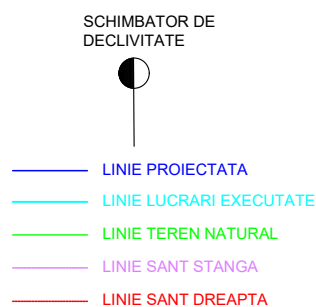 SCHIMBATOR DE
DECLIVITATE
LINIE PROIECTATA
LINIE LUCRARI EXECUTATE
LINIE TEREN NATURAL
LINIE SANT STANGA
LINIE SANT DREAPTA